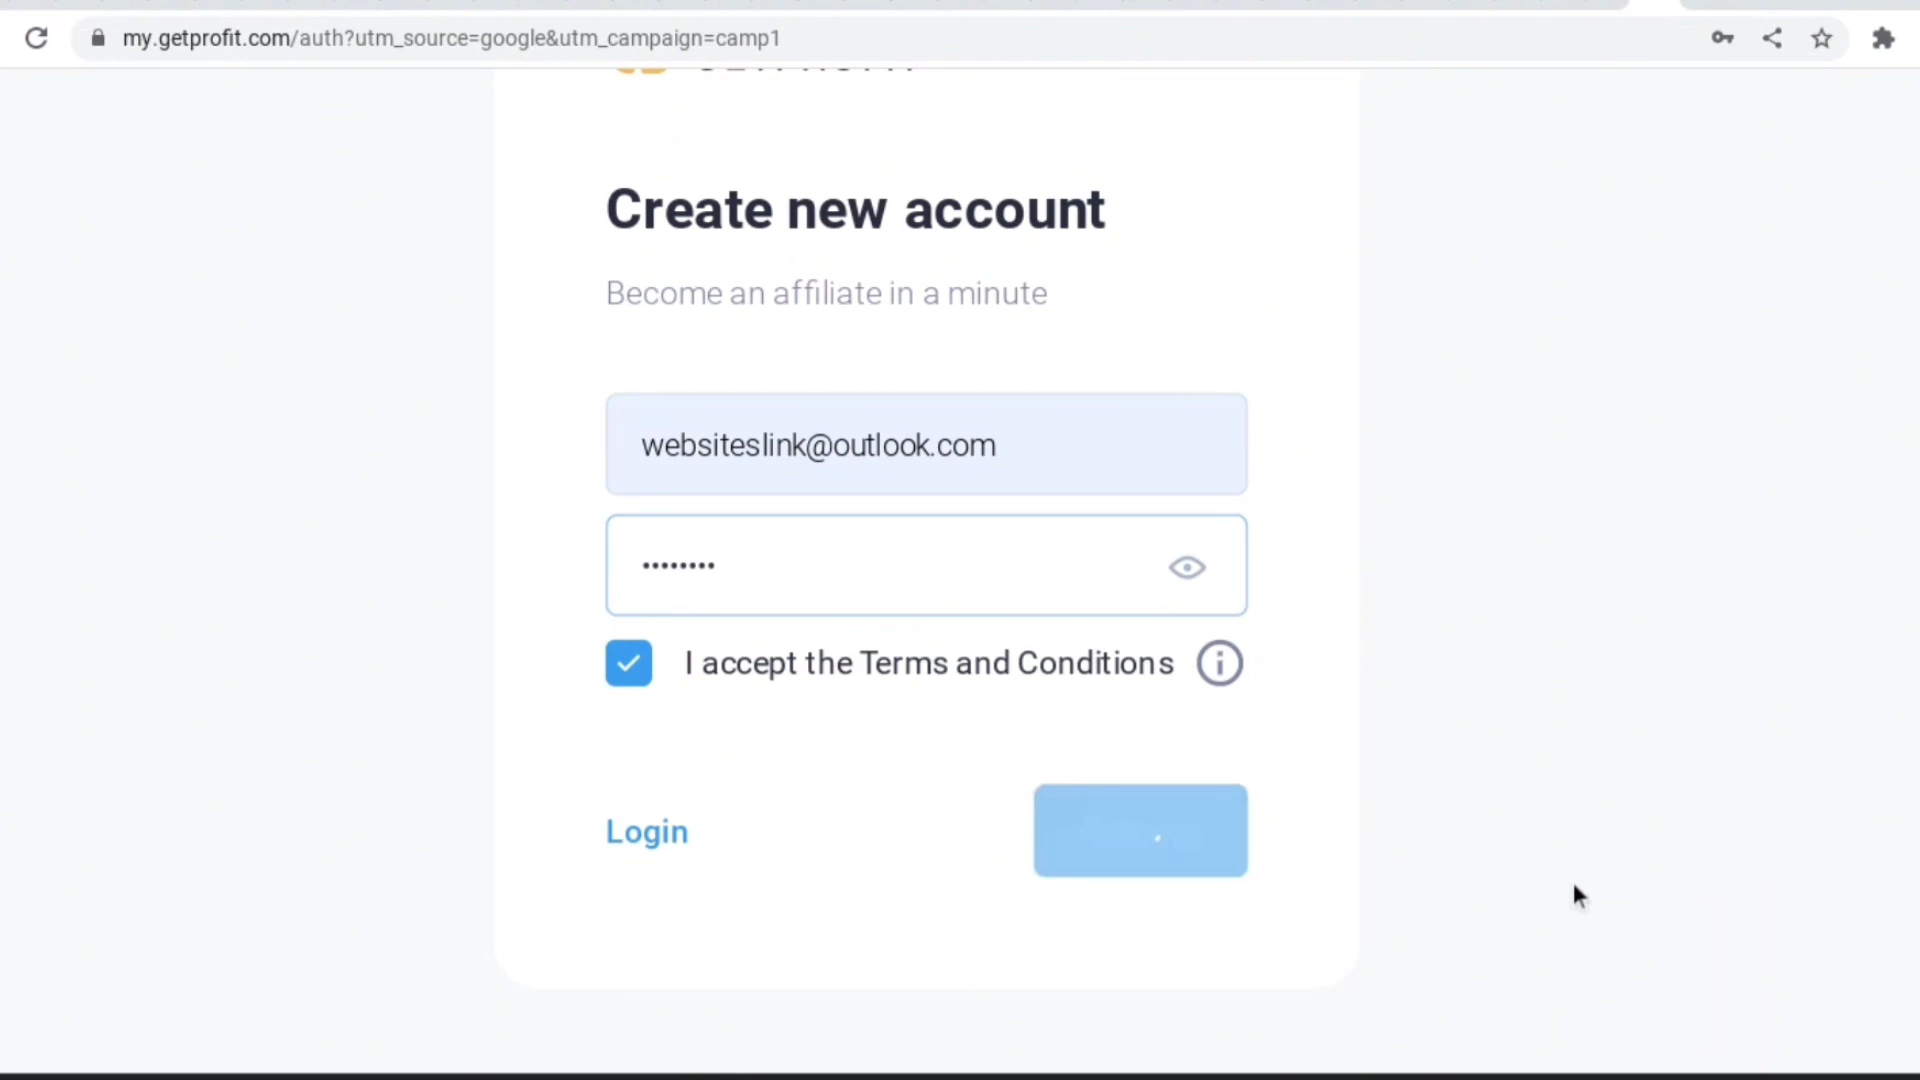 my.getprofit.com/auth?utm_source=google&utm_campaign=camp1
Create new account
Become an affiliate in a minute
websiteslink@outlook.com
••••••••
I accept the Terms and Conditions
Login